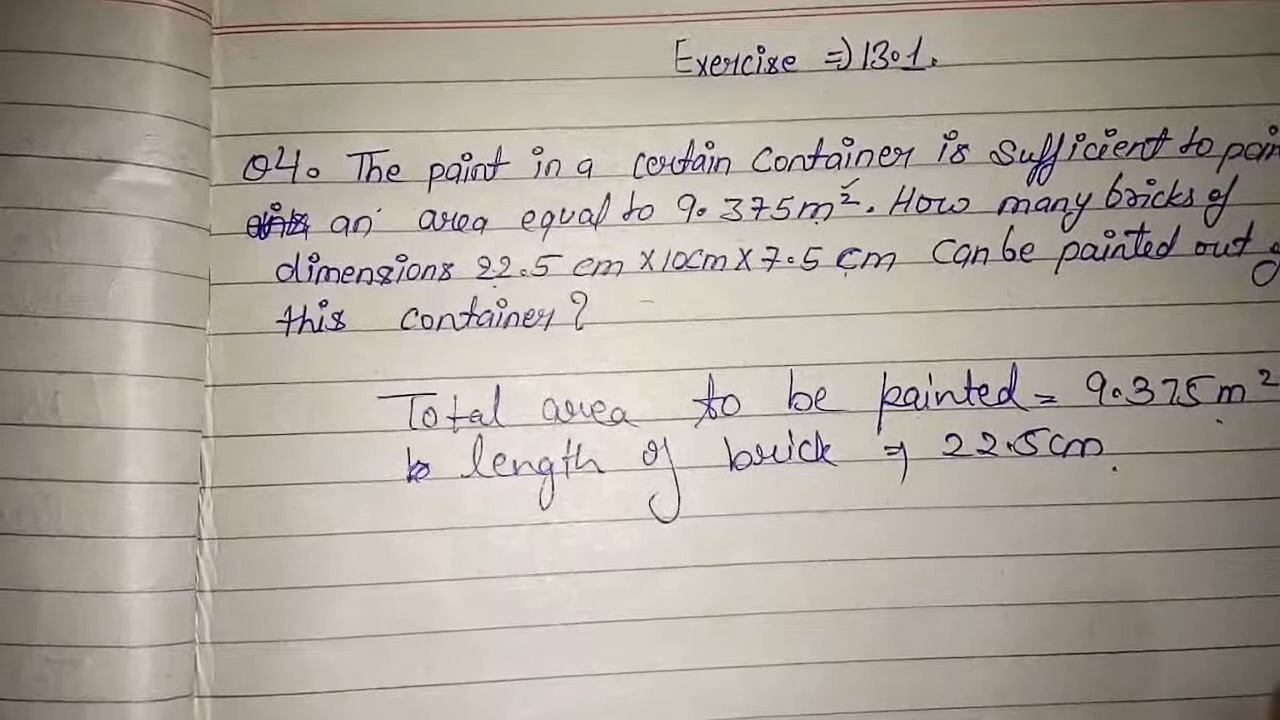 Exercise ⇒ 13.1.
Q4. The paint in a certain container is sufficient to pain
an area equal to 9.375m². How many bricks of
dimensions 22.5 cm x10cm x 7.5 cm can be painted out
this container?
Total area to be painted = 9.375m²
length of brick ⇒ 22.5cm.